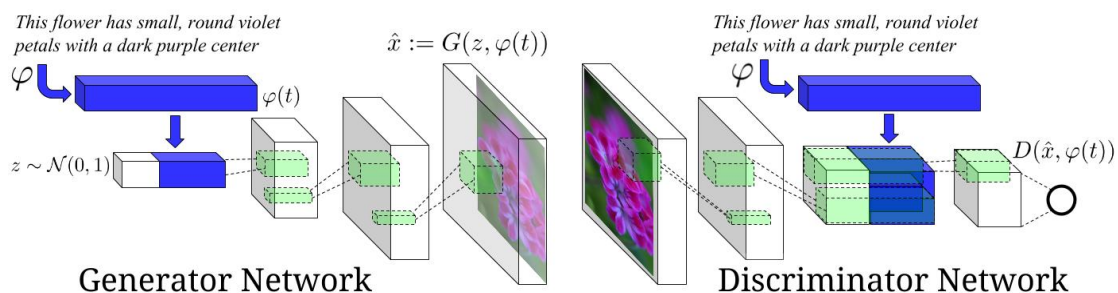 This flower has small, round violet
petals with a dark purple center
φ
φ(t)
z ∼ 𝒩(0, 1)
x̂ := G(z, φ(t))
Generator Network
This flower has small, round violet
petals with a dark purple center
φ
D(x̂, φ(t))
Discriminator Network